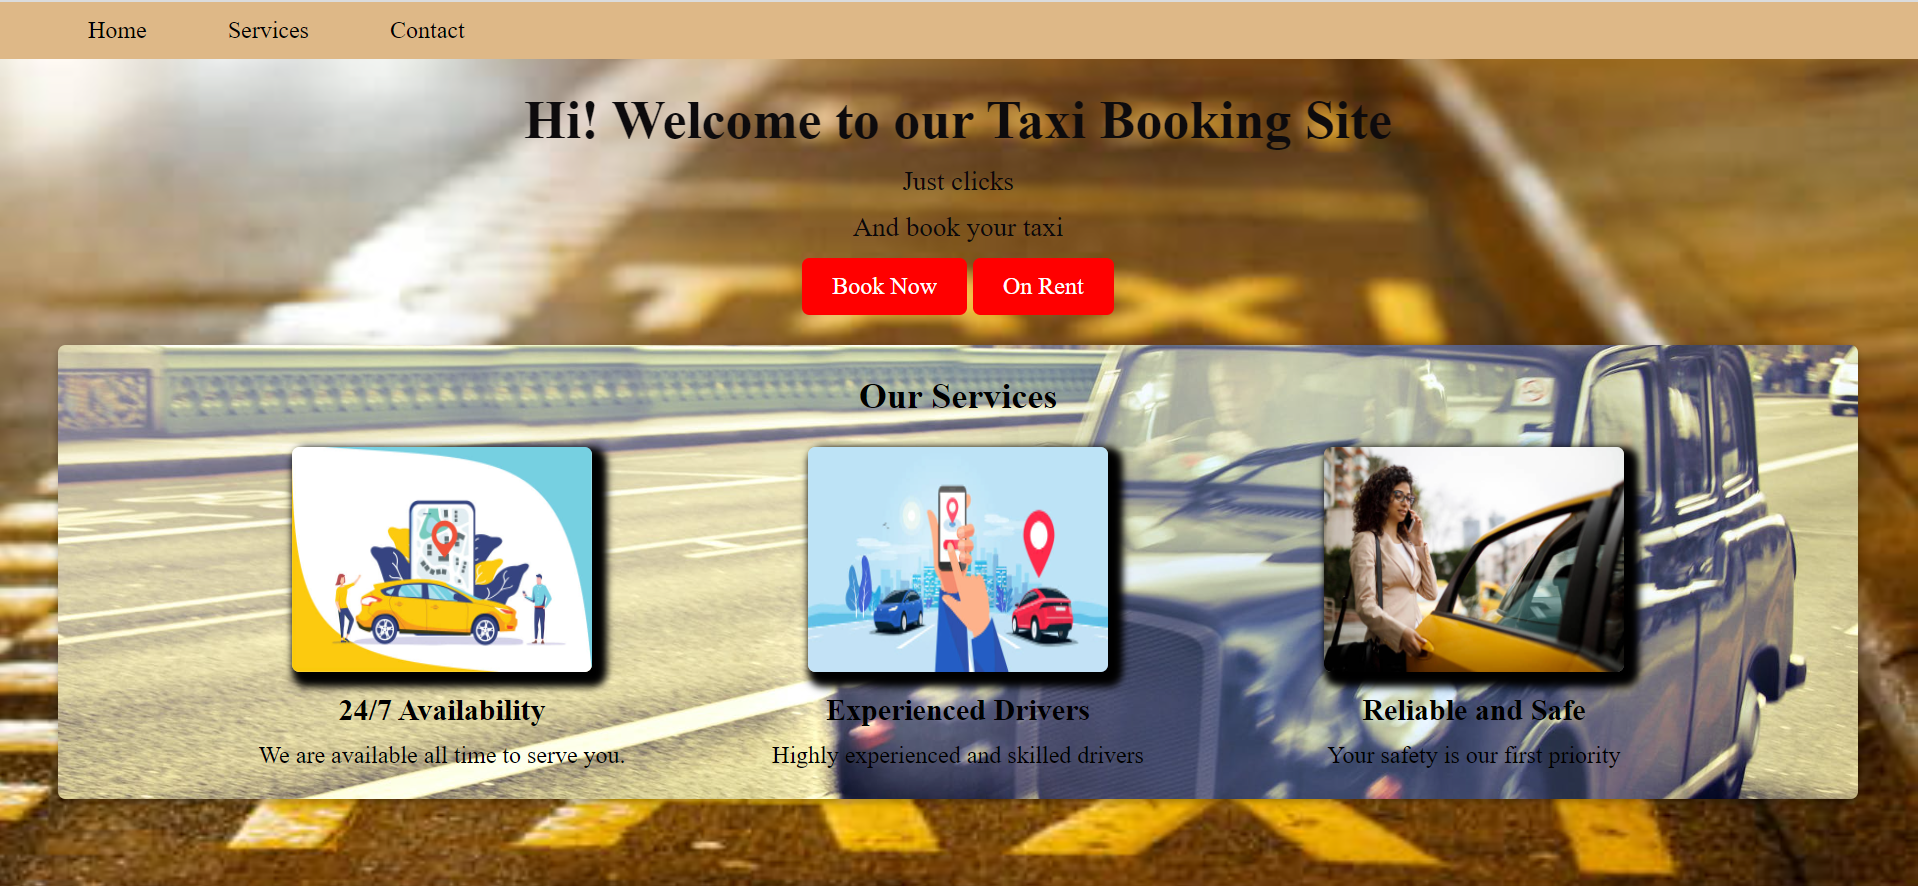 Home Services Contact
Hi! Welcome to our Taxi Booking Site
Just clicks
And book your taxi
Book Now On Rent
TAXI
Our Services
24/7 Availability Experienced Drivers Reliable and Safe
We are available all time to serve you. Highly experienced and skilled drivers Your safety is our first priority